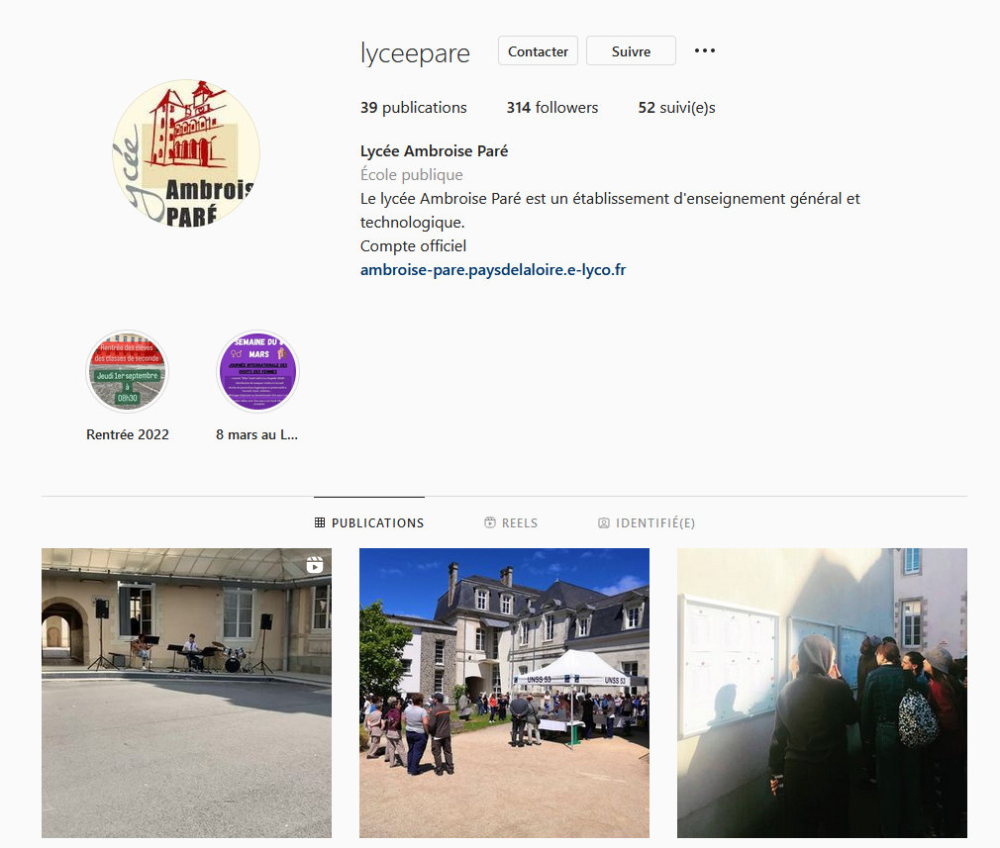 lyceepare
Contacter
Suivre
39 publications
314 followers
52 suivi(e)s
Lycée
Ambrois
PARÉ
Lycée Ambroise Paré
École publique
Le lycée Ambroise Paré est un établissement d'enseignement général et
technologique.
Compte officiel
ambroise-pare.paysdelaloire.e-lyco.fr
Rentrée des élèves
des classes de seconde
Jeudi 1er septembre
à
08h30
SEMAINE DU 8
MARS
JOURNÉE INTERNATIONALE DES
DROITS DES FEMMES
Rentrée 2022
8 mars au L...
PUBLICATIONS
REELS
IDENTIFIÉ(E)
UNSS 53
UNSS 53